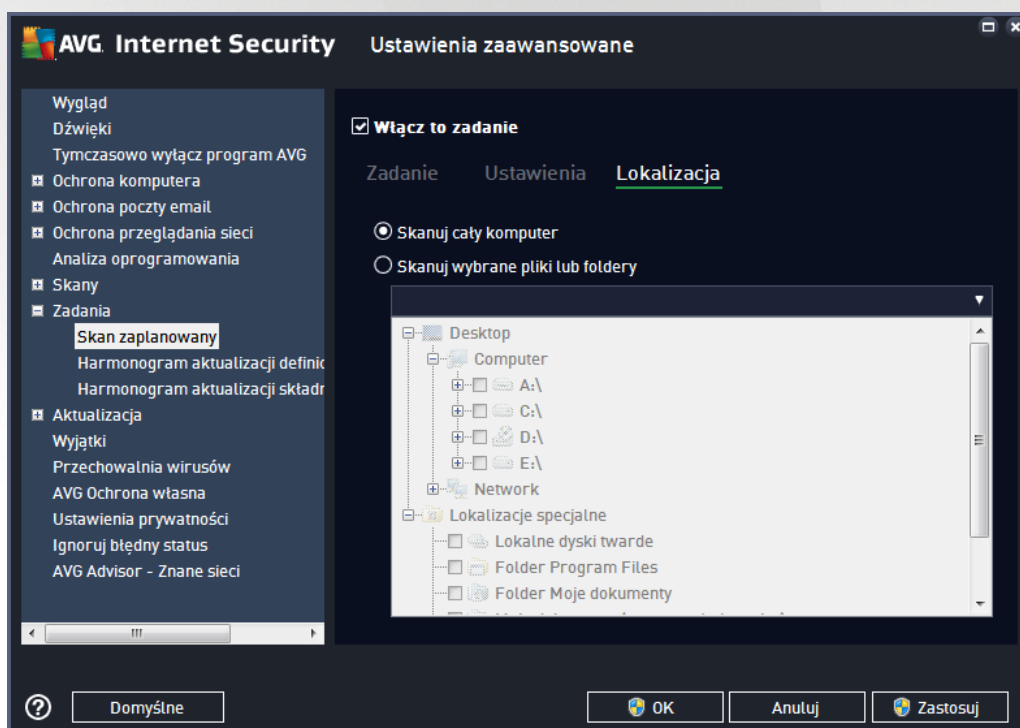 AVG. Internet Security
Ustawienia zaawansowane
Wygląd
Dźwięki
Tymczasowo wyłącz program AVG
Ochrona komputera
Ochrona poczty email
Ochrona przeglądania sieci
Analiza oprogramowania
Skany
Zadania
Skan zaplanowany
Harmonogram aktualizacji definic
Harmonogram aktualizacji składr
Aktualizacja
Wyjątki
Przechowalnia wirusów
AVG Ochrona własna
Ustawienia prywatności
Ignoruj błędny status
AVG Advisor - Znane sieci
Włącz to zadanie
Zadanie Ustawienia Lokalizacja
Skanuj cały komputer
Skanuj wybrane pliki lub foldery
Desktop
Computer
A:\
C:\
D:\
E:\
Network
Lokalizacje specjalne
Lokalne dyski twarde
Folder Program Files
Folder Moje dokumenty
Domyślne
OK
Anuluj
Zastosuj